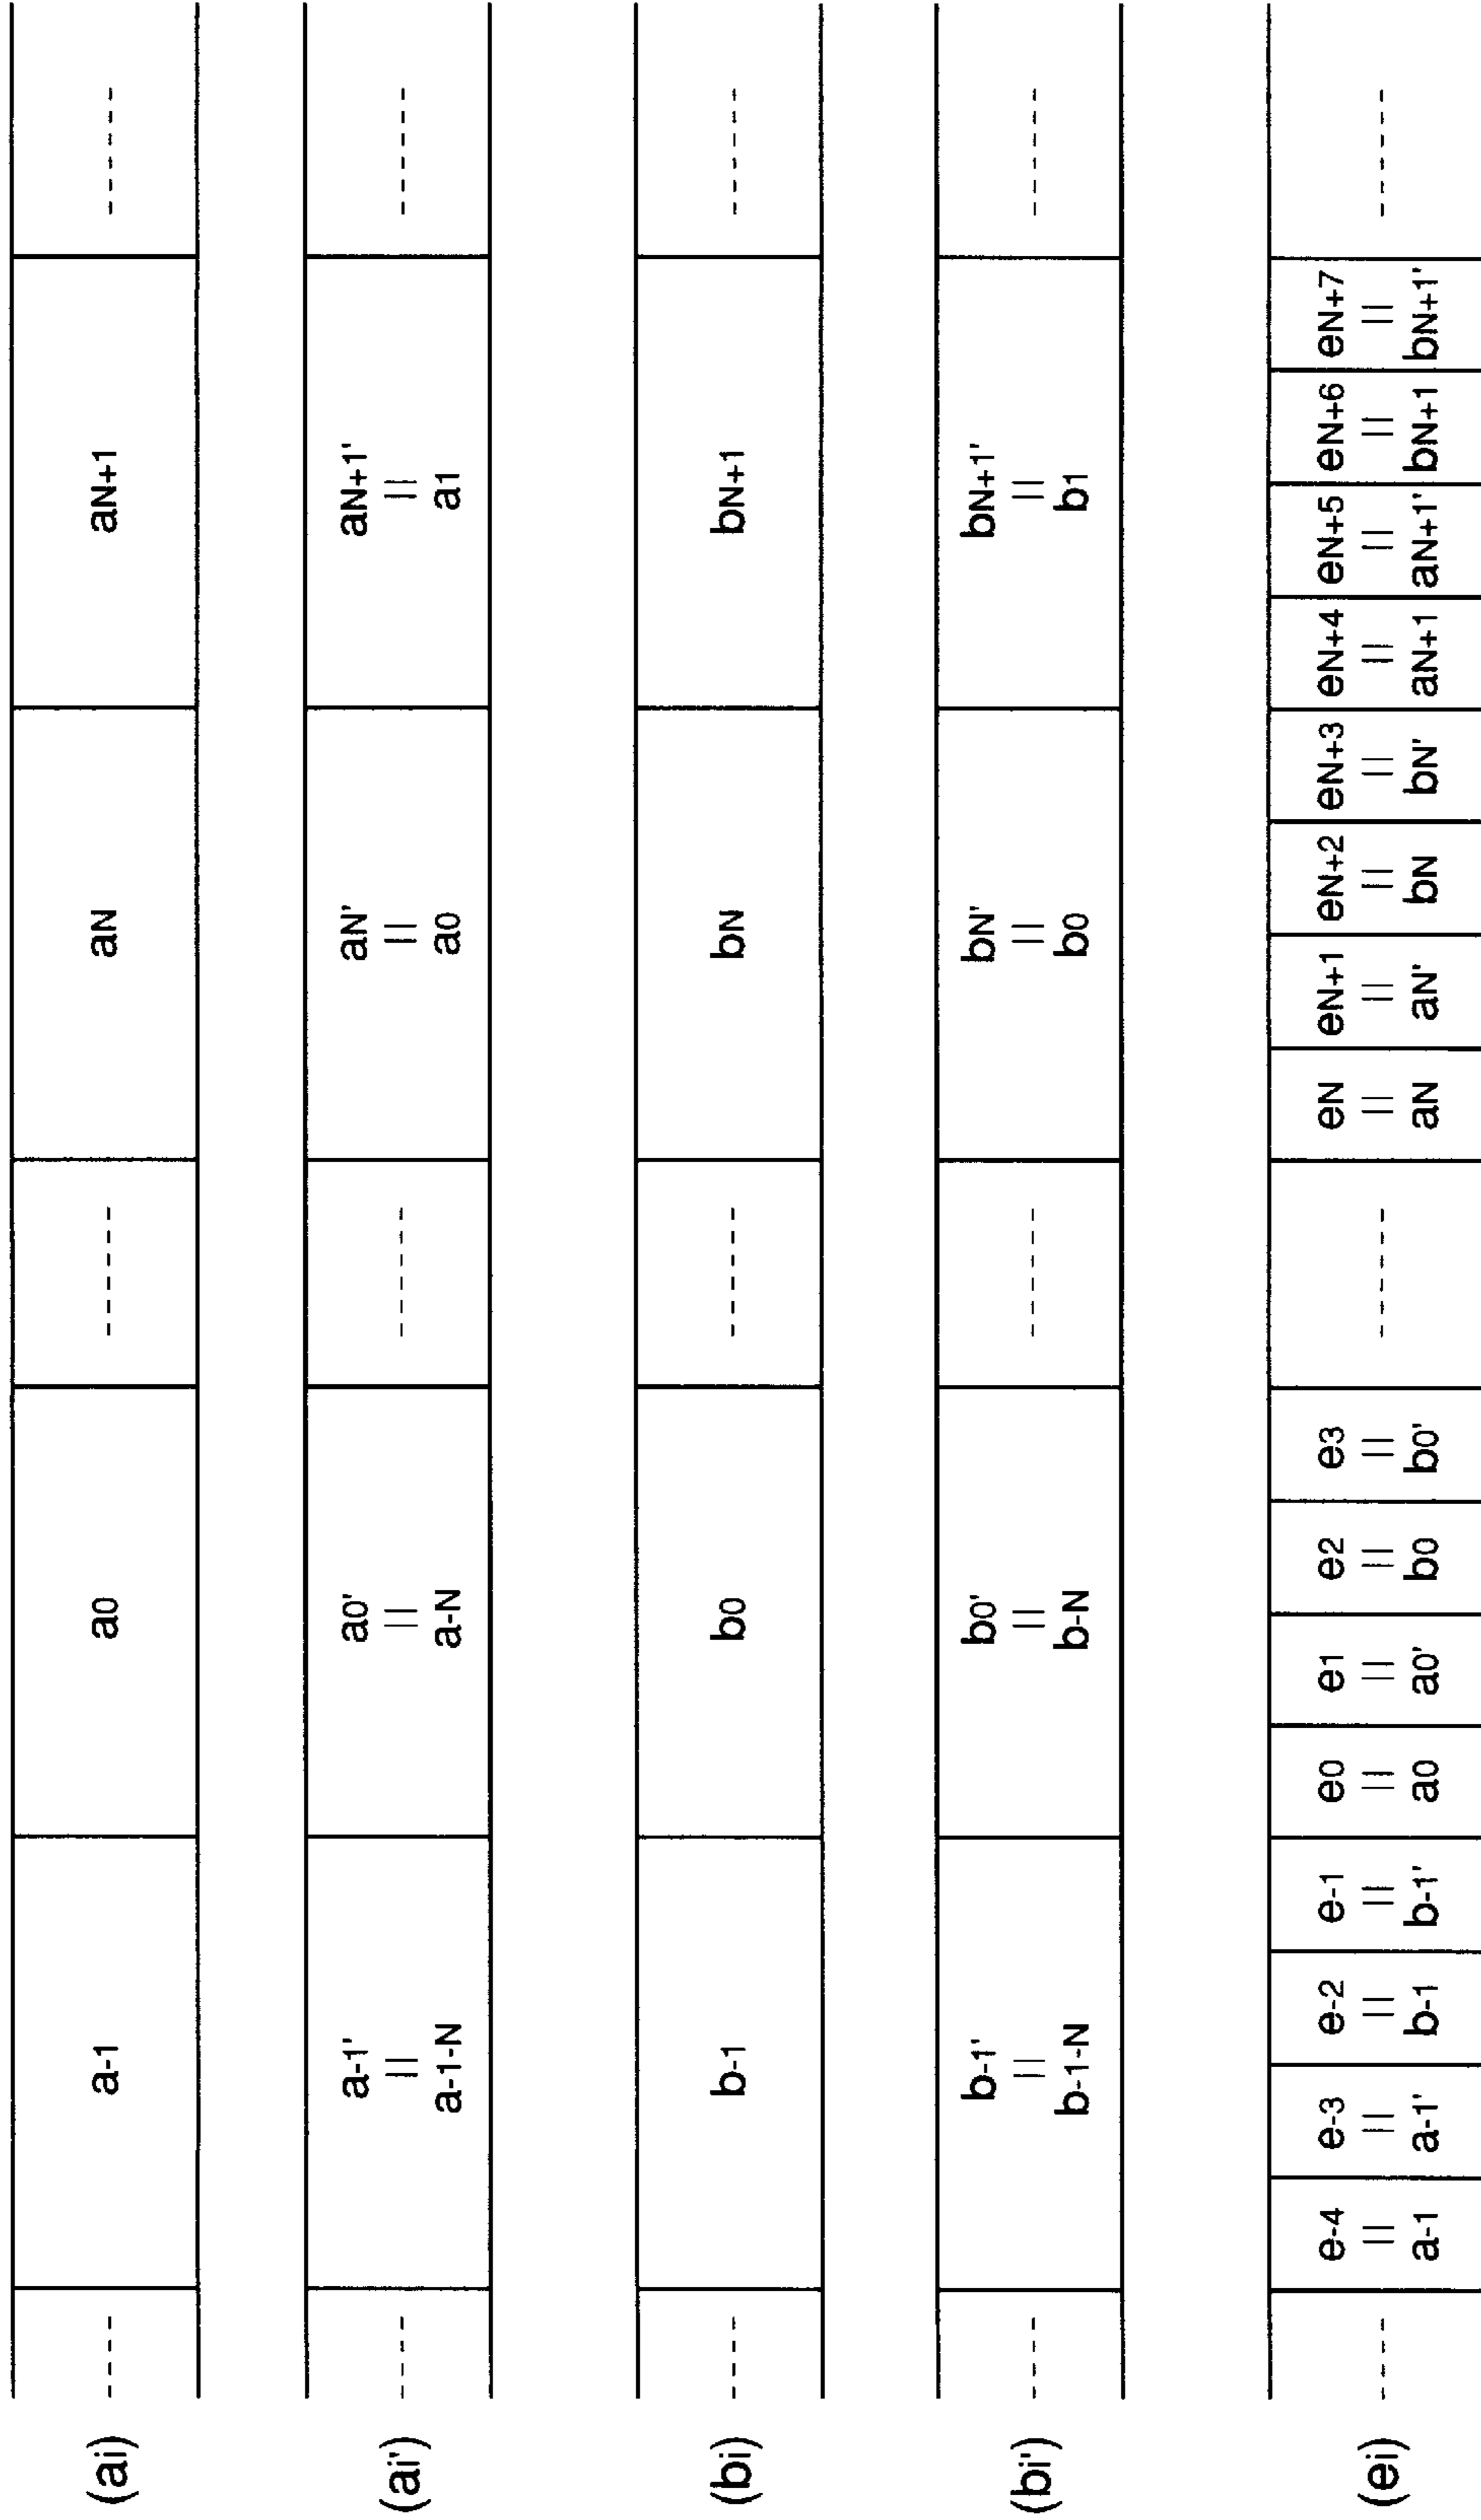 (ai) ------ a-1 a0 ------ aN aN+1 ------
(ai') ------ a-1' a0' ------ aN' aN+1' ------
|| || || ||
a-1-N a-N a0 a1
(bi) ------ b-1 b0 ------ bN bN+1 ------
(bi') ------ b-1' b0' ------ bN' bN+1' ------
|| || || ||
b-1-N b-N b0 b1
(ei) ------ e-4 e-3 e-2 e-1 e0 e1 e2 e3 ------ eN eN+1 eN+2 eN+3 eN+4 eN+5 eN+6 eN+7 ------
|| || || || || || || || || || || || || || || ||
a-1 a-1' b-1 b-1' a0 a0' b0 b0' aN aN' bN bN' aN+1 aN+1' bN+1 bN+1'